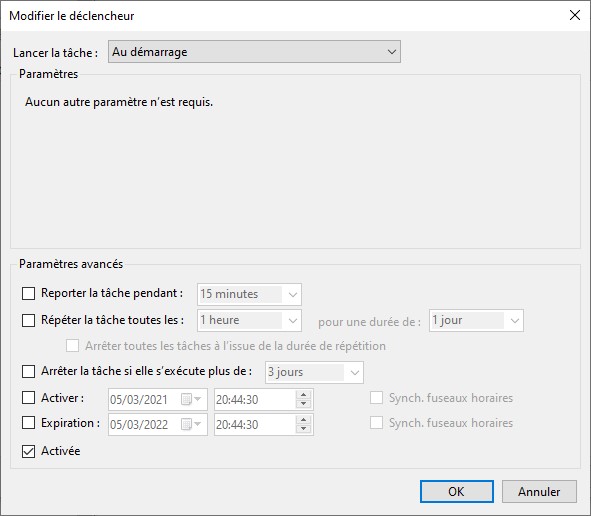 Modifier le déclencheur
Lancer la tâche : Au démarrage
Paramètres
Aucun autre paramètre n'est requis.
Paramètres avancés
Reporter la tâche pendant : 15 minutes
Répéter la tâche toutes les : 1 heure pour une durée de : 1 jour
Arrêter toutes les tâches à l'issue de la durée de répétition
Arrêter la tâche si elle s'exécute plus de : 3 jours
Activer : 05/03/2021 20:44:30 Synch. fuseaux horaires
Expiration : 05/03/2022 20:44:30 Synch. fuseaux horaires
Activée
OK Annuler